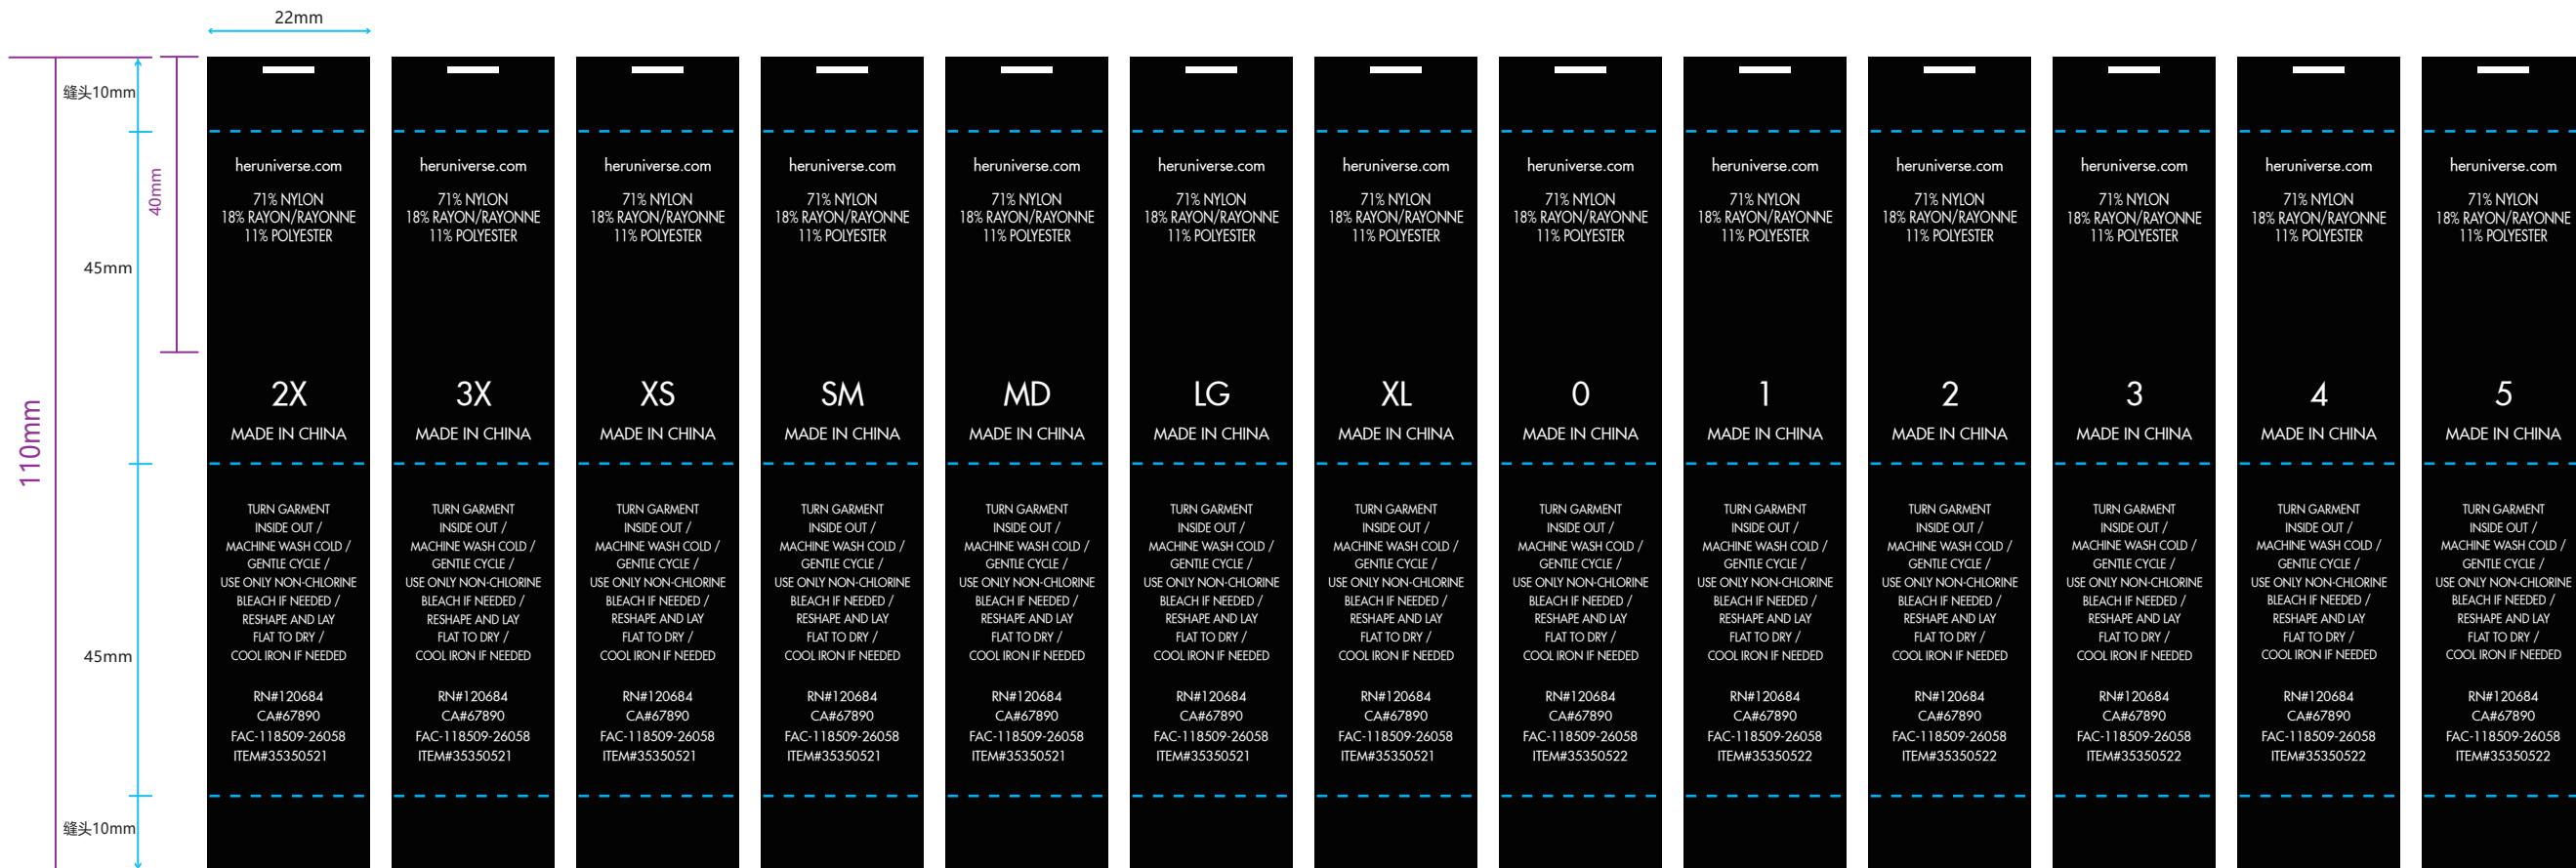 22mm
缝头10mm
40mm
45mm
110mm
45mm
缝头10mm
heruniverse.com
71% NYLON
18% RAYON/RAYONNE
11% POLYESTER
2X
MADE IN CHINA
TURN GARMENT
INSIDE OUT /
MACHINE WASH COLD /
GENTLE CYCLE /
USE ONLY NON-CHLORINE
BLEACH IF NEEDED /
RESHAPE AND LAY
FLAT TO DRY /
COOL IRON IF NEEDED
RN#120684
CA#67890
FAC-118509-26058
ITEM#35350521
heruniverse.com
71% NYLON
18% RAYON/RAYONNE
11% POLYESTER
3X
MADE IN CHINA
TURN GARMENT
INSIDE OUT /
MACHINE WASH COLD /
GENTLE CYCLE /
USE ONLY NON-CHLORINE
BLEACH IF NEEDED /
RESHAPE AND LAY
FLAT TO DRY /
COOL IRON IF NEEDED
RN#120684
CA#67890
FAC-118509-26058
ITEM#35350521
heruniverse.com
71% NYLON
18% RAYON/RAYONNE
11% POLYESTER
XS
MADE IN CHINA
TURN GARMENT
INSIDE OUT /
MACHINE WASH COLD /
GENTLE CYCLE /
USE ONLY NON-CHLORINE
BLEACH IF NEEDED /
RESHAPE AND LAY
FLAT TO DRY /
COOL IRON IF NEEDED
RN#120684
CA#67890
FAC-118509-26058
ITEM#35350521
heruniverse.com
71% NYLON
18% RAYON/RAYONNE
11% POLYESTER
SM
MADE IN CHINA
TURN GARMENT
INSIDE OUT /
MACHINE WASH COLD /
GENTLE CYCLE /
USE ONLY NON-CHLORINE
BLEACH IF NEEDED /
RESHAPE AND LAY
FLAT TO DRY /
COOL IRON IF NEEDED
RN#120684
CA#67890
FAC-118509-26058
ITEM#35350521
heruniverse.com
71% NYLON
18% RAYON/RAYONNE
11% POLYESTER
MD
MADE IN CHINA
TURN GARMENT
INSIDE OUT /
MACHINE WASH COLD /
GENTLE CYCLE /
USE ONLY NON-CHLORINE
BLEACH IF NEEDED /
RESHAPE AND LAY
FLAT TO DRY /
COOL IRON IF NEEDED
RN#120684
CA#67890
FAC-118509-26058
ITEM#35350521
heruniverse.com
71% NYLON
18% RAYON/RAYONNE
11% POLYESTER
LG
MADE IN CHINA
TURN GARMENT
INSIDE OUT /
MACHINE WASH COLD /
GENTLE CYCLE /
USE ONLY NON-CHLORINE
BLEACH IF NEEDED /
RESHAPE AND LAY
FLAT TO DRY /
COOL IRON IF NEEDED
RN#120684
CA#67890
FAC-118509-26058
ITEM#35350521
heruniverse.com
71% NYLON
18% RAYON/RAYONNE
11% POLYESTER
XL
MADE IN CHINA
TURN GARMENT
INSIDE OUT /
MACHINE WASH COLD /
GENTLE CYCLE /
USE ONLY NON-CHLORINE
BLEACH IF NEEDED /
RESHAPE AND LAY
FLAT TO DRY /
COOL IRON IF NEEDED
RN#120684
CA#67890
FAC-118509-26058
ITEM#35350521
heruniverse.com
71% NYLON
18% RAYON/RAYONNE
11% POLYESTER
0
MADE IN CHINA
TURN GARMENT
INSIDE OUT /
MACHINE WASH COLD /
GENTLE CYCLE /
USE ONLY NON-CHLORINE
BLEACH IF NEEDED /
RESHAPE AND LAY
FLAT TO DRY /
COOL IRON IF NEEDED
RN#120684
CA#67890
FAC-118509-26058
ITEM#35350522
heruniverse.com
71% NYLON
18% RAYON/RAYONNE
11% POLYESTER
1
MADE IN CHINA
TURN GARMENT
INSIDE OUT /
MACHINE WASH COLD /
GENTLE CYCLE /
USE ONLY NON-CHLORINE
BLEACH IF NEEDED /
RESHAPE AND LAY
FLAT TO DRY /
COOL IRON IF NEEDED
RN#120684
CA#67890
FAC-118509-26058
ITEM#35350522
heruniverse.com
71% NYLON
18% RAYON/RAYONNE
11% POLYESTER
2
MADE IN CHINA
TURN GARMENT
INSIDE OUT /
MACHINE WASH COLD /
GENTLE CYCLE /
USE ONLY NON-CHLORINE
BLEACH IF NEEDED /
RESHAPE AND LAY
FLAT TO DRY /
COOL IRON IF NEEDED
RN#120684
CA#67890
FAC-118509-26058
ITEM#35350522
heruniverse.com
71% NYLON
18% RAYON/RAYONNE
11% POLYESTER
3
MADE IN CHINA
TURN GARMENT
INSIDE OUT /
MACHINE WASH COLD /
GENTLE CYCLE /
USE ONLY NON-CHLORINE
BLEACH IF NEEDED /
RESHAPE AND LAY
FLAT TO DRY /
COOL IRON IF NEEDED
RN#120684
CA#67890
FAC-118509-26058
ITEM#35350522
heruniverse.com
71% NYLON
18% RAYON/RAYONNE
11% POLYESTER
4
MADE IN CHINA
TURN GARMENT
INSIDE OUT /
MACHINE WASH COLD /
GENTLE CYCLE /
USE ONLY NON-CHLORINE
BLEACH IF NEEDED /
RESHAPE AND LAY
FLAT TO DRY /
COOL IRON IF NEEDED
RN#120684
CA#67890
FAC-118509-26058
ITEM#35350522
heruniverse.com
71% NYLON
18% RAYON/RAYONNE
11% POLYESTER
5
MADE IN CHINA
TURN GARMENT
INSIDE OUT /
MACHINE WASH COLD /
GENTLE CYCLE /
USE ONLY NON-CHLORINE
BLEACH IF NEEDED /
RESHAPE AND LAY
FLAT TO DRY /
COOL IRON IF NEEDED
RN#120684
CA#67890
FAC-118509-26058
ITEM#35350522